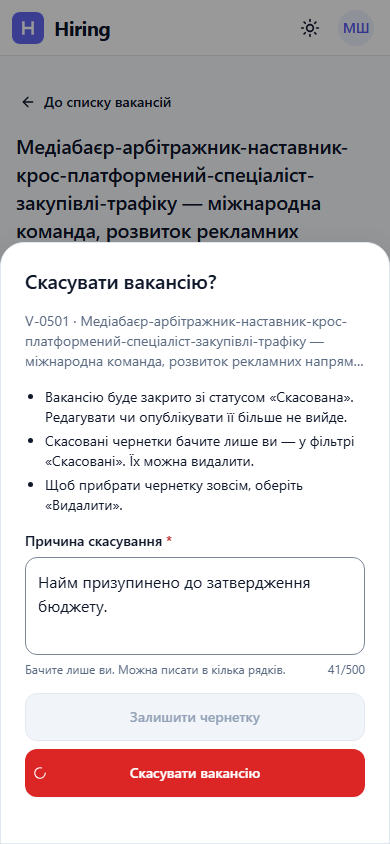 H Hiring
МШ
До списку вакансій
Медіабаєр-арбітражник-наставник-
крос-платформений-спеціаліст-
закупівлі-трафіку — міжнародна
команда, розвиток рекламних
Скасувати вакансію?
V-0501 · Медіабаєр-арбітражник-наставник-крос-
платформений-спеціаліст-закупівлі-трафіку —
міжнародна команда, розвиток рекламних напрям…
• Вакансію буде закрито зі статусом «Скасована».
Редагувати чи опублікувати її більше не вийде.
• Скасовані чернетки бачите лише ви — у фільтрі
«Скасовані». Їх можна видалити.
• Щоб прибрати чернетку зовсім, оберіть
«Видалити».
Причина скасування *
Найм призупинено до затвердження
бюджету.
Бачите лише ви. Можна писати в кілька рядків. 41/500
Залишити чернетку
Скасувати вакансію